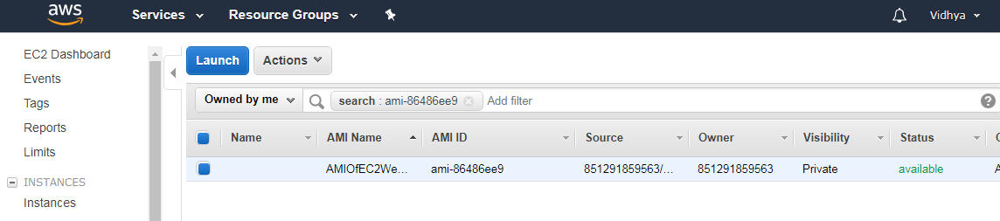 aws Services Resource Groups Vidhya
EC2 Dashboard
Events
Tags
Reports
Limits
INSTANCES
Instances
Launch Actions
Owned by me search : ami-86486ee9 Add filter ?
Name AMI Name AMI ID Source Owner Visibility Status C
AMIOfEC2We... ami-86486ee9 851291859563/... 851291859563 Private available A